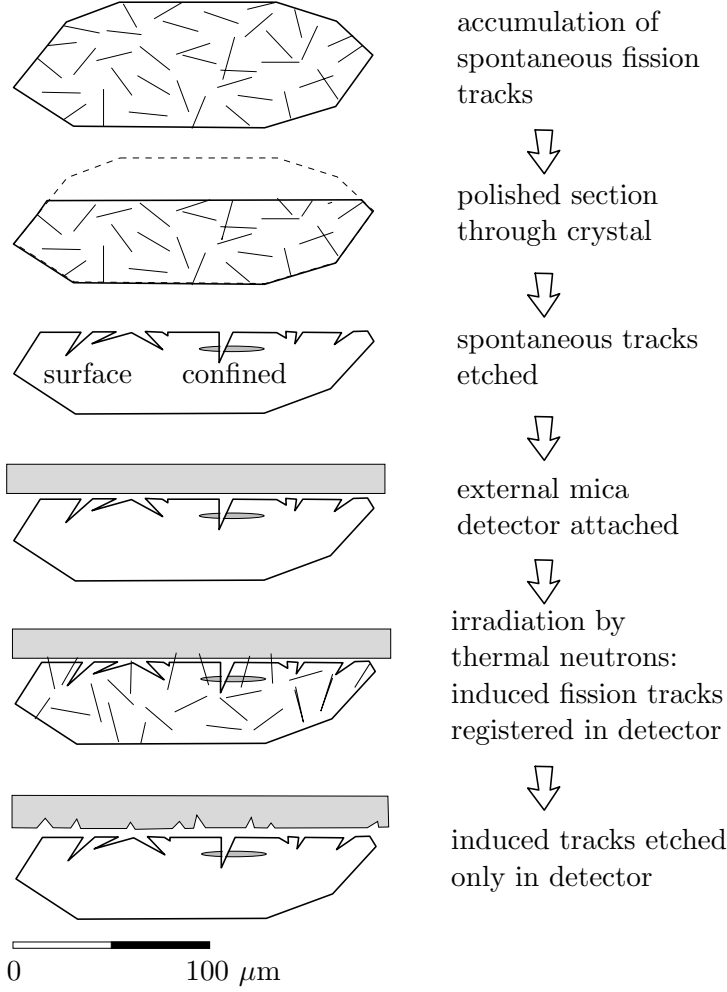 accumulation of
spontaneous fission
tracks
polished section
through crystal
spontaneous tracks
etched
surface
confined
external mica
detector attached
irradiation by
thermal neutrons:
induced fission tracks
registered in detector
induced tracks etched
only in detector
0
100 μm